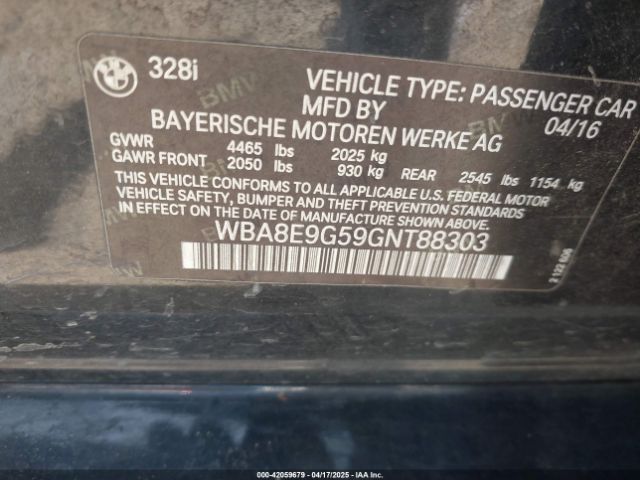 328i
VEHICLE TYPE: PASSENGER CAR
MFD BY 04/16
BAYERISCHE MOTOREN WERKE AG
GVWR 4465 lbs 2025 kg
GAWR FRONT 2050 lbs 930 kg REAR 2545 lbs 1154 kg
THIS VEHICLE CONFORMS TO ALL APPLICABLE U.S. FEDERAL MOTOR
VEHICLE SAFETY, BUMPER AND THEFT PREVENTION STANDARDS
IN EFFECT ON THE DATE OF MANUFACTURE SHOWN ABOVE.
WBA8E9G59GNT88303
000-42059679 - 04/17/2025 - IAAI